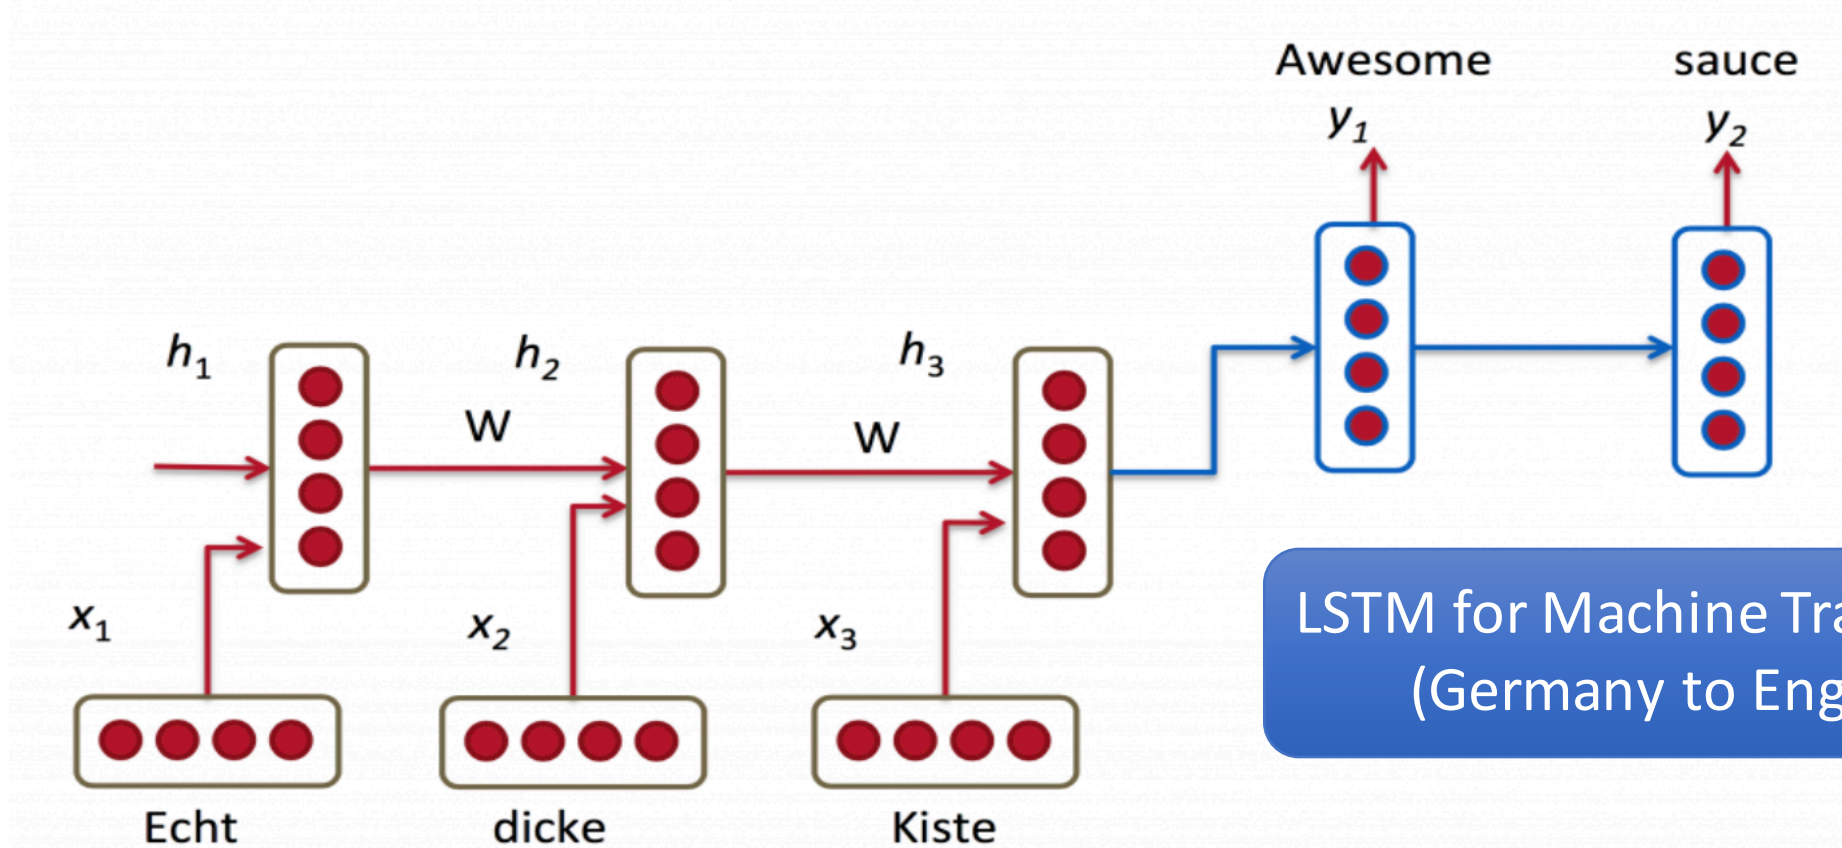 Awesome sauce
y1 y2
h1 h2 h3
W W
x1 x2 x3
LSTM for Machine Tra
(Germany to Eng
Echt dicke Kiste